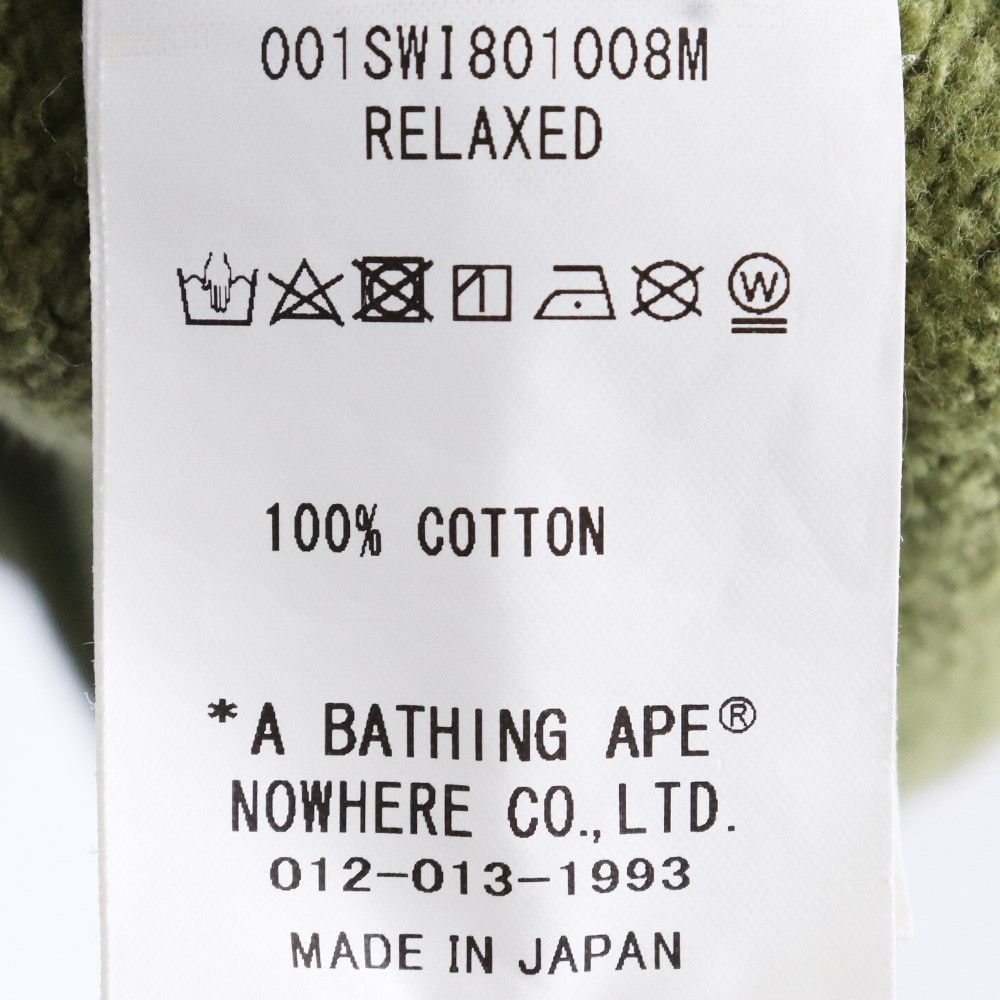 001SWI801008M
RELAXED
W
100% COTTON
*A BATHING APE®
NOWHERE CO.,LTD.
012-013-1993
MADE IN JAPAN